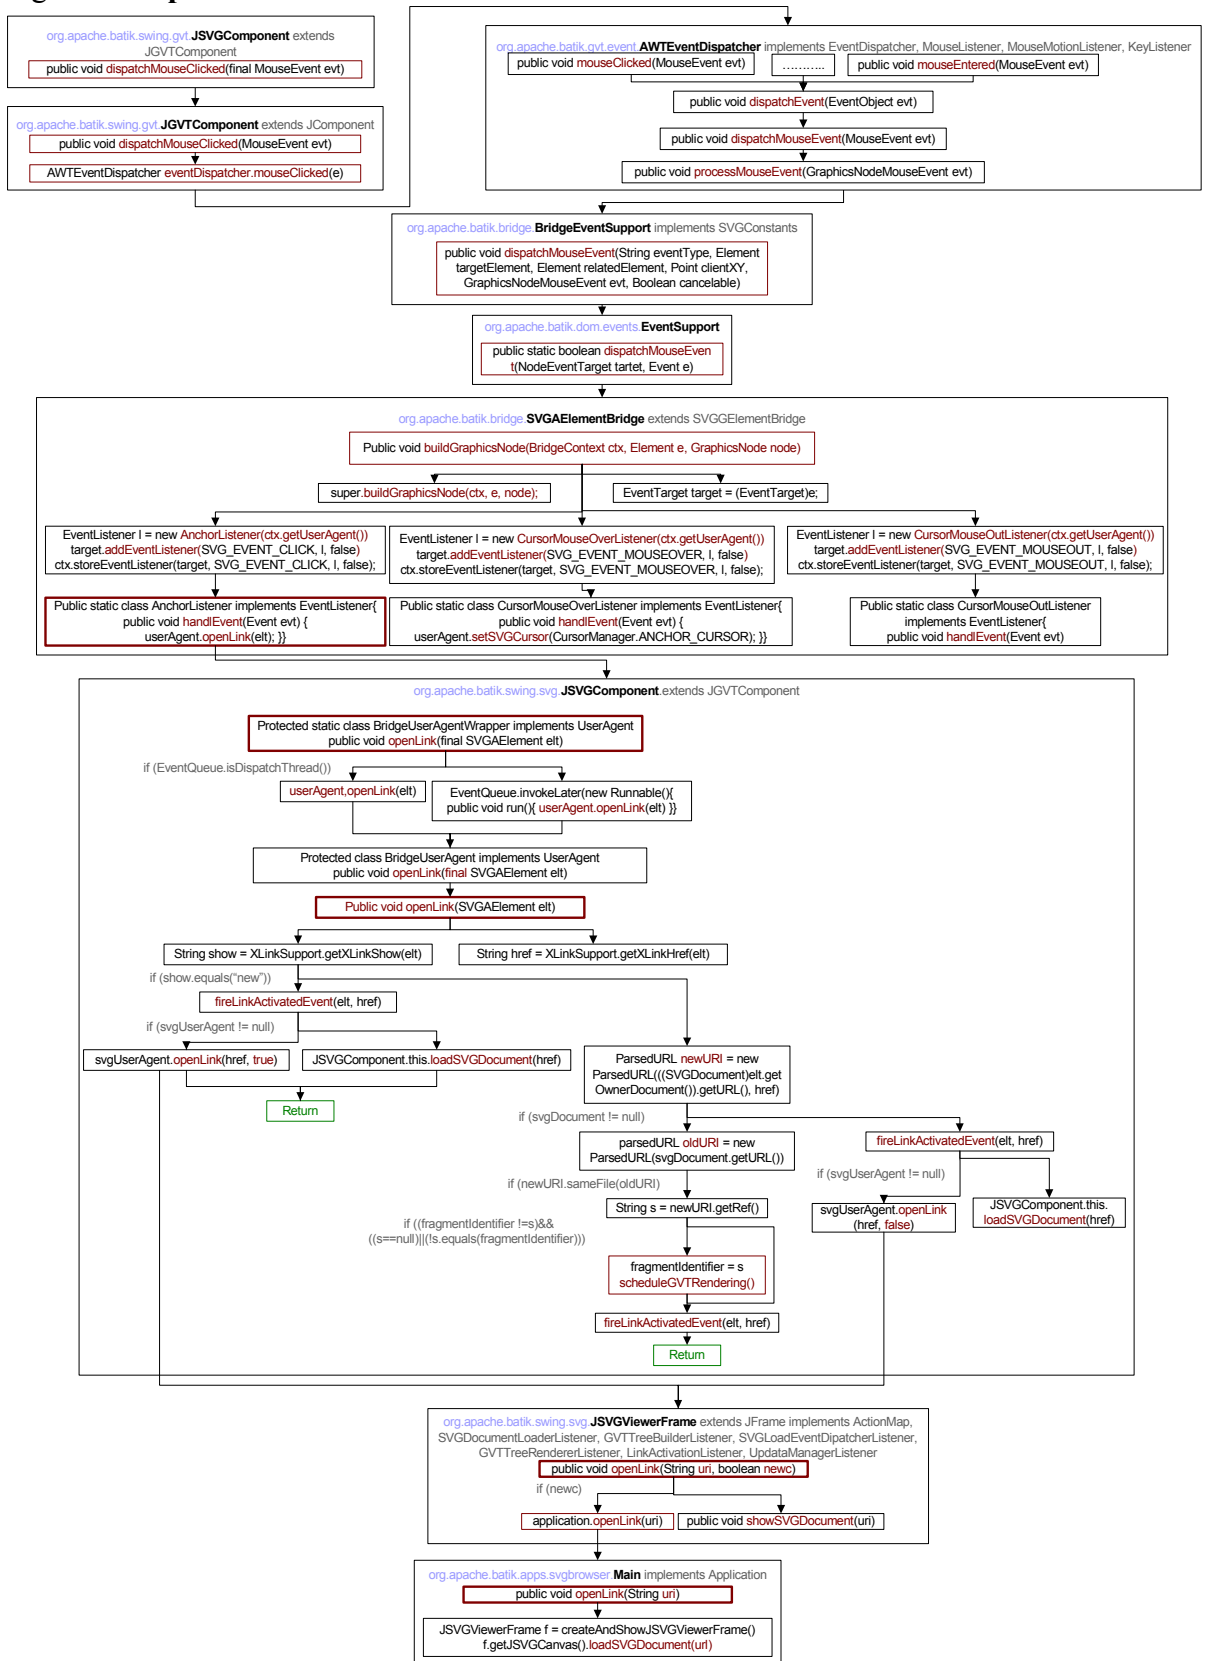 org.apache.batik.swing.gvt.JSVGComponent extends
JGVTComponent
public void dispatchMouseClicked(final MouseEvent evt)
org.apache.batik.swing.gvt.JGVTComponent extends JComponent
public void dispatchMouseClicked(MouseEvent evt)
AWTEventDispatcher eventDispatcher.mouseClicked(e)
org.apache.batik.gvt.event.AWTEventDispatcher implements EventDispatcher, MouseListener, MouseMotionListener, KeyListener
public void mouseClicked(MouseEvent evt)
………...
public void mouseEntered(MouseEvent evt)
public void dispatchEvent(EventObject evt)
public void dispatchMouseEvent(MouseEvent evt)
public void processMouseEvent(GraphicsNodeMouseEvent evt)
org.apache.batik.bridge.BridgeEventSupport implements SVGConstants
public void dispatchMouseEvent(String eventType, Element
targetElement, Element relatedElement, Point clientXY,
GraphicsNodeMouseEvent evt, Boolean cancelable)
org.apache.batik.dom.events.EventSupport
public static boolean dispatchMouseEven
t(NodeEventTarget tartet, Event e)
org.apache.batik.bridge.SVGAElementBridge extends SVGGElementBridge
Public void buildGraphicsNode(BridgeContext ctx, Element e, GraphicsNode node)
super.buildGraphicsNode(ctx, e, node);
EventTarget target = (EventTarget)e;
EventListener l = new AnchorListener(ctx.getUserAgent())
target.addEventListener(SVG_EVENT_CLICK, l, false)
ctx.storeEventListener(target, SVG_EVENT_CLICK, l, false);
EventListener l = new CursorMouseOverListener(ctx.getUserAgent())
target.addEventListener(SVG_EVENT_MOUSEOVER, l, false)
ctx.storeEventListener(target, SVG_EVENT_MOUSEOVER, l, false);
EventListener l = new CursorMouseOutListener(ctx.getUserAgent())
target.addEventListener(SVG_EVENT_MOUSEOUT, l, false)
ctx.storeEventListener(target, SVG_EVENT_MOUSEOUT, l, false);
Public static class AnchorListener implements EventListener{
public void handlEvent(Event evt) {
userAgent.openLink(elt); }}
Public static class CursorMouseOverListener implements EventListener{
public void handlEvent(Event evt) {
userAgent.setSVGCursor(CursorManager.ANCHOR_CURSOR); }}
Public static class CursorMouseOutListener
implements EventListener{
public void handlEvent(Event evt)
org.apache.batik.swing.svg.JSVGComponent.extends JGVTComponent
Protected static class BridgeUserAgentWrapper implements UserAgent
public void openLink(final SVGAElement elt)
if (EventQueue.isDispatchThread())
userAgent,openLink(elt)
EventQueue.invokeLater(new Runnable(){
public void run(){ userAgent.openLink(elt) }}
Protected class BridgeUserAgent implements UserAgent
public void openLink(final SVGAElement elt)
Public void openLink(SVGAElement elt)
String show = XLinkSupport.getXLinkShow(elt)
String href = XLinkSupport.getXLinkHref(elt)
if (show.equals(“new”))
fireLinkActivatedEvent(elt, href)
if (svgUserAgent != null)
svgUserAgent.openLink(href, true)
JSVGComponent.this.loadSVGDocument(href)
Return
ParsedURL newURI = new
ParsedURL(((SVGDocument)elt.get
OwnerDocument()).getURL(), href)
if (svgDocument != null)
parsedURL oldURI = new
ParsedURL(svgDocument.getURL())
fireLinkActivatedEvent(elt, href)
if (svgUserAgent != null)
if (newURI.sameFile(oldURI)
String s = newURI.getRef()
svgUserAgent.openLink
(href, false)
JSVGComponent.this.
loadSVGDocument(href)
if ((fragmentIdentifier !=s)&&
((s==null)||(!s.equals(fragmentIdentifier)))
fragmentIdentifier = s
scheduleGVTRendering()
fireLinkActivatedEvent(elt, href)
Return
org.apache.batik.swing.svg.JSVGViewerFrame extends JFrame implements ActionMap,
SVGDocumentLoaderListener, GVTTreeBuilderListener, SVGLoadEventDipatcherListener,
GVTTreeRendererListener, LinkActivationListener, UpdataManagerListener
public void openLink(String uri, boolean newc)
if (newc)
application.openLink(uri)
public void showSVGDocument(uri)
org.apache.batik.apps.svgbrowser.Main implements Application
public void openLink(String uri)
JSVGViewerFrame f = createAndShowJSVGViewerFrame()
f.getJSVGCanvas().loadSVGDocument(url)